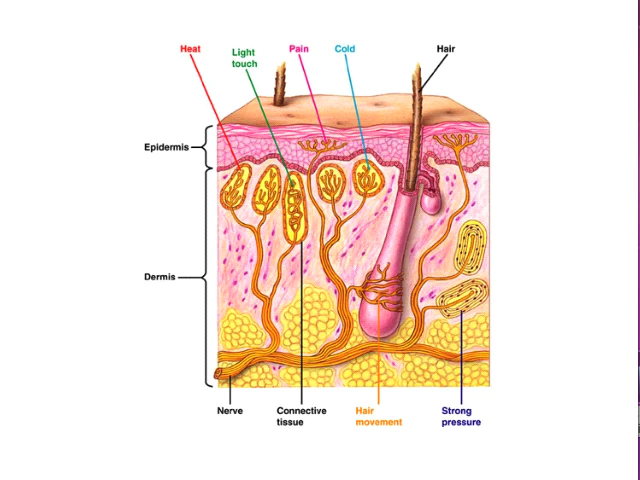 Heat
Light
touch
Pain
Cold
Hair
Epidermis
Dermis
Nerve
Connective
tissue
Hair
movement
Strong
pressure